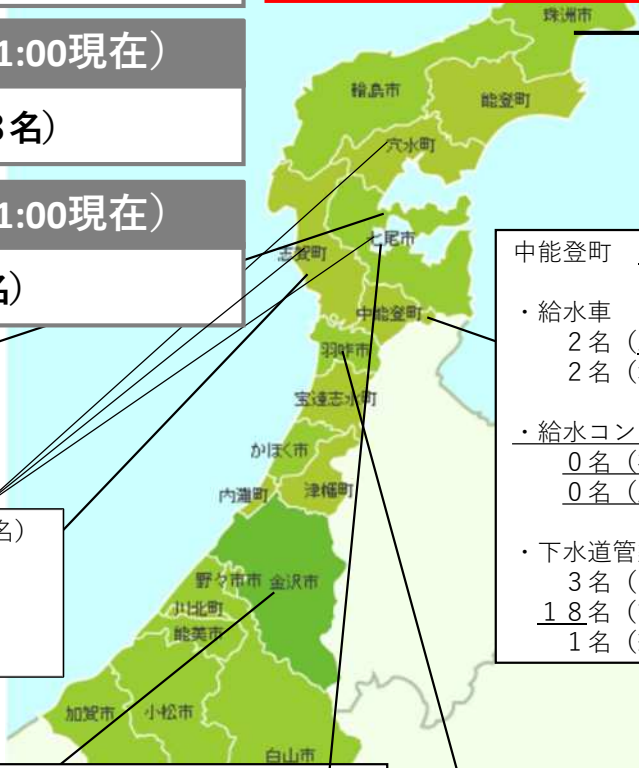 1:00現在）
名）
1:00現在）
名）
珠洲市
輪島市
能登町
穴水町
七尾市
志賀町
中能登町
羽咋市
宝達志水町
かほく市
内灘町
津幡町
野々市市
金沢市
川北町
能美市
加賀市
小松市
白山市
名）
中能登町
・給水車
２名（
２名（
・給水コン
０名（
０名（
・下水道管
３名（
１８名（
１名（